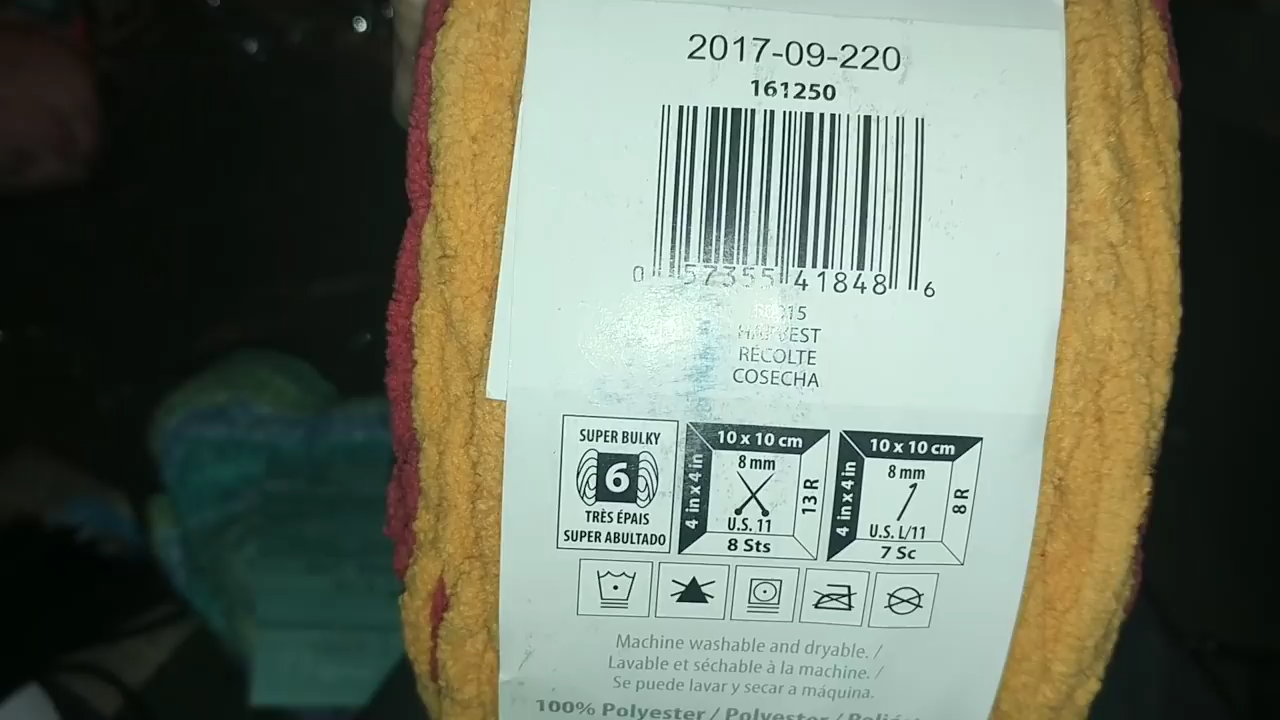 2017-09-220
161250
0 57355 41848 6
HARVEST
RÉCOLTE
COSECHA
SUPER BULKY
6
TRÈS ÉPAIS
SUPER ABULTADO
10 x 10 cm
4 in x 4 in
8 mm
13 R
U.S. 11
8 Sts
10 x 10 cm
4 in x 4 in
8 mm
8 R
U.S. L/11
7 Sc
Machine washable and dryable. /
Lavable et séchable à la machine. /
Se puede lavar y secar a máquina.
100% Polyester / Polyester /